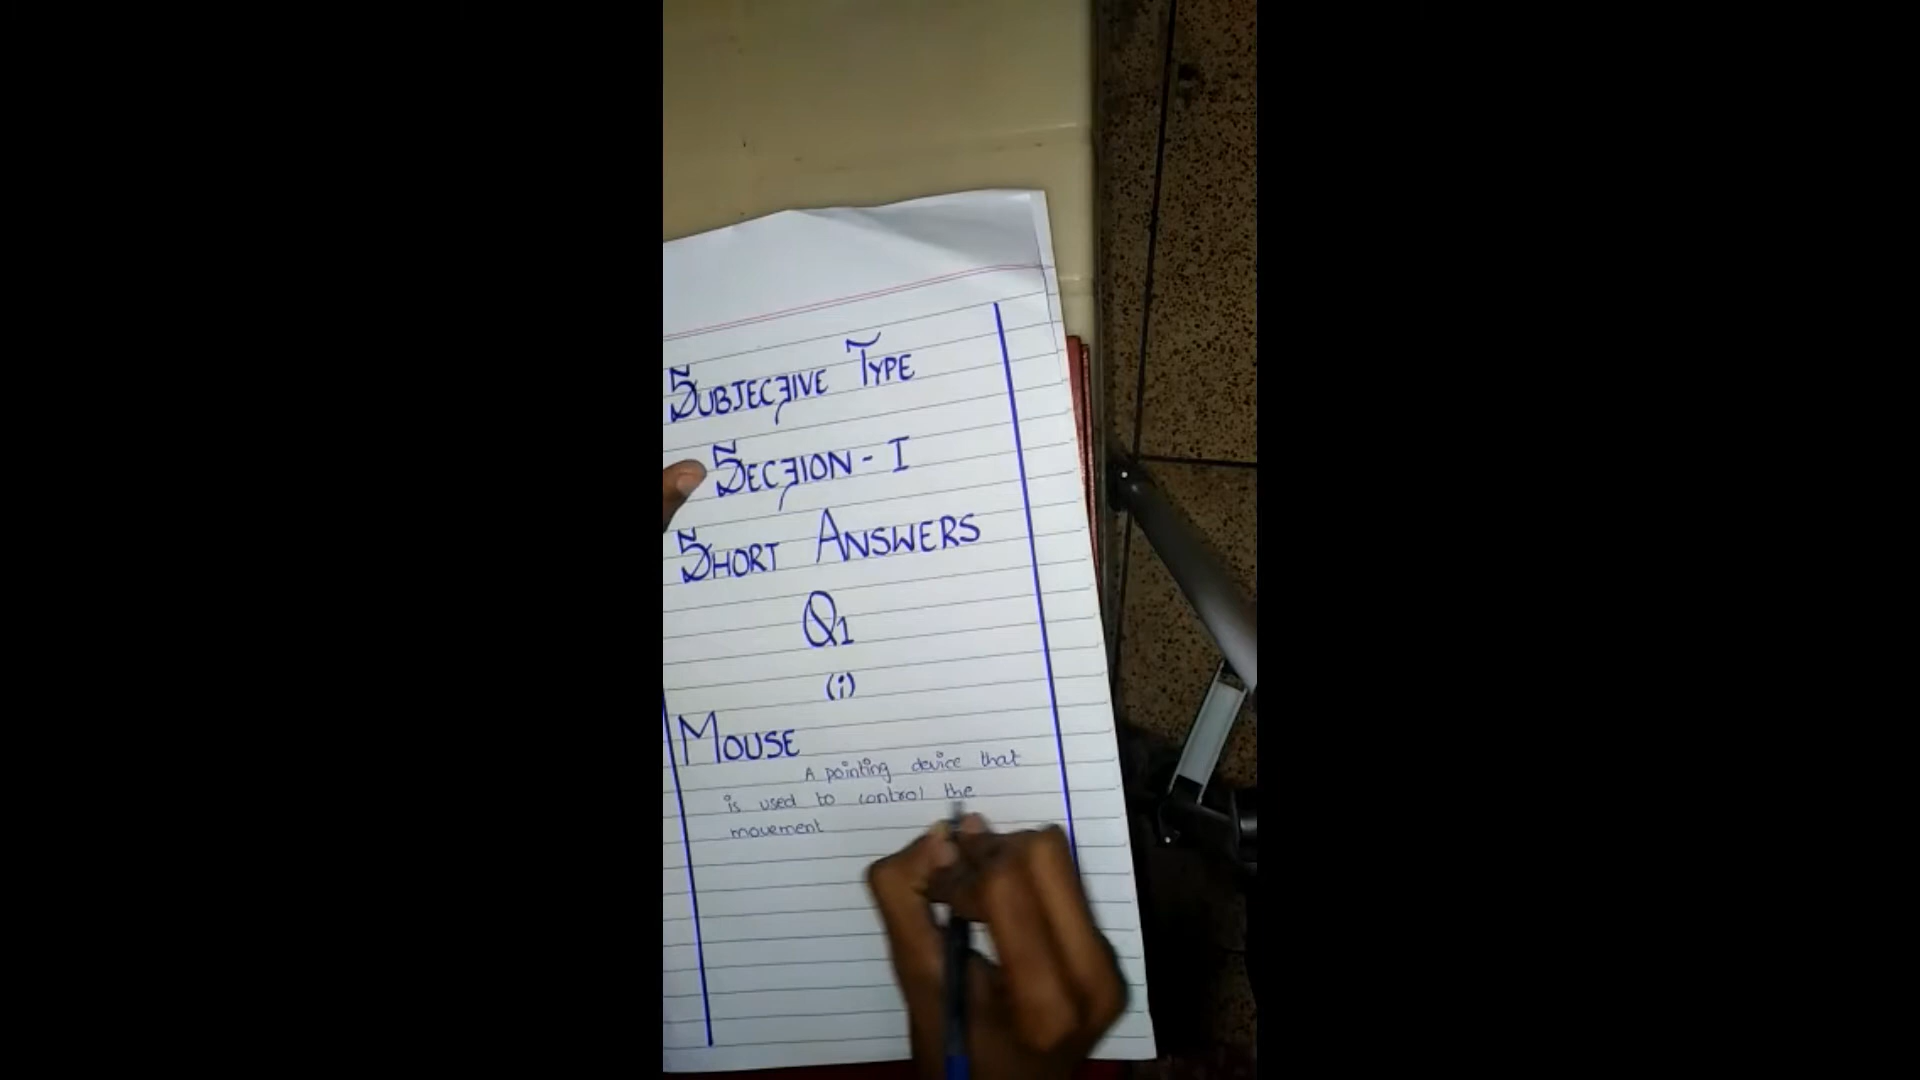 SUBJECTIVE TYPE
SECTION - I
SHORT ANSWERS
Q1
(i)
MOUSE
A pointing device that
is used to control the
movement